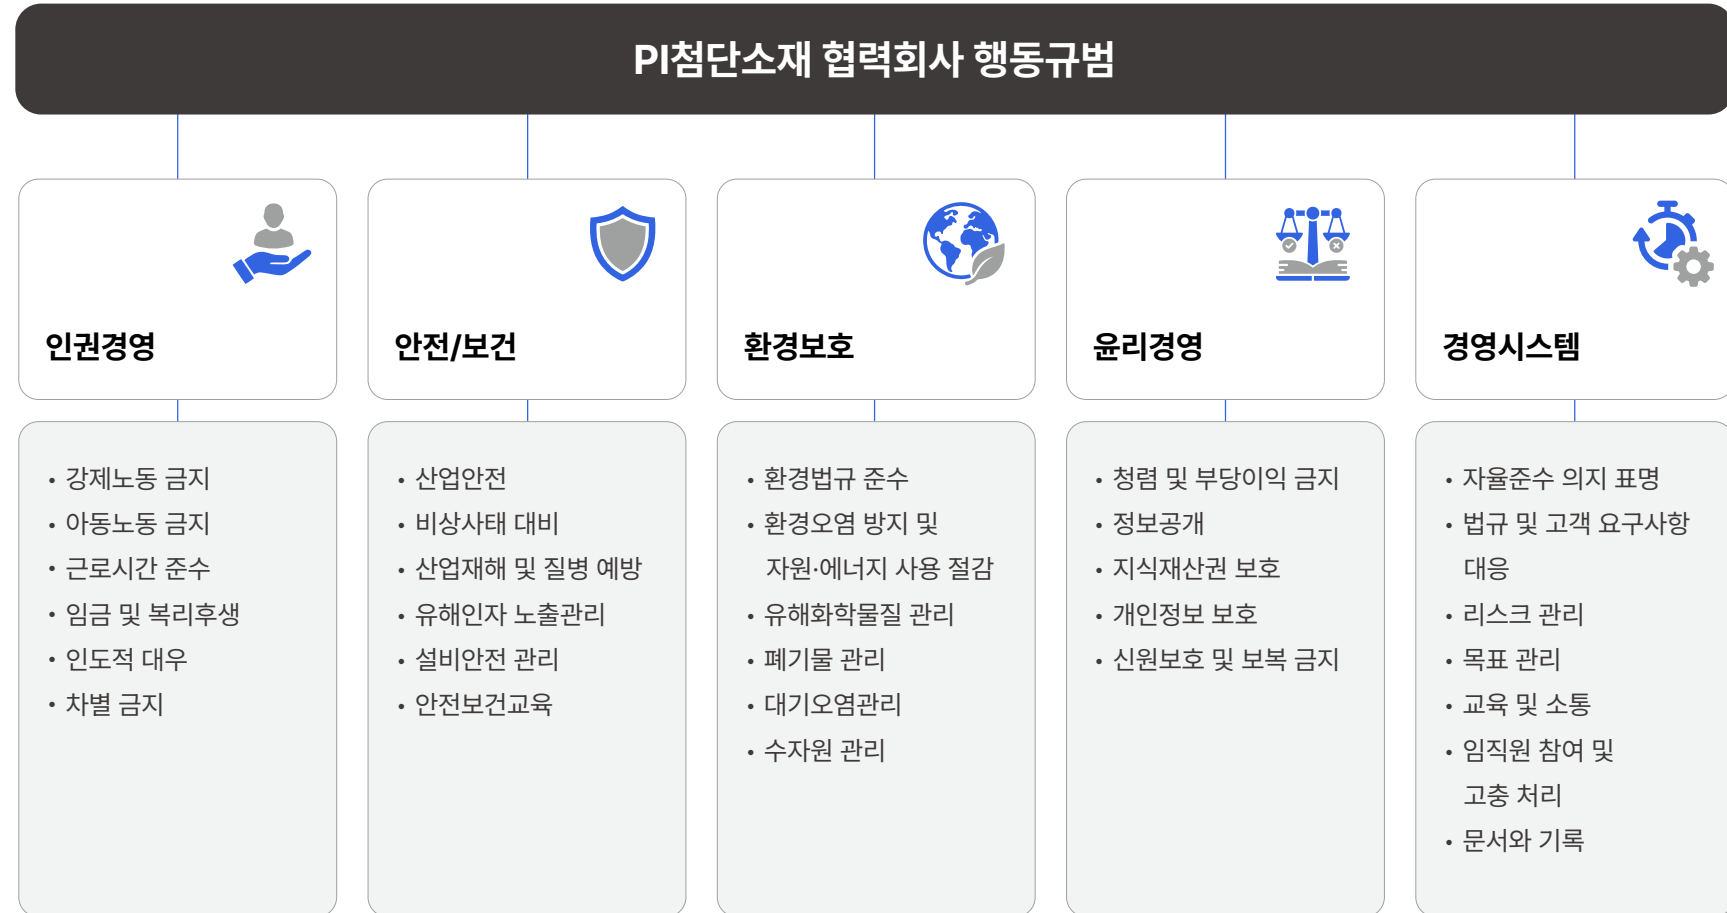 PI첨단소재 협력회사 행동규범
인권경영
• 강제노동 금지
• 아동노동 금지
• 근로시간 준수
• 임금 및 복리후생
• 인도적 대우
• 차별 금지
안전/보건
• 산업안전
• 비상사태 대비
• 산업재해 및 질병 예방
• 유해인자 노출관리
• 설비안전 관리
• 안전보건교육
환경보호
• 환경법규 준수
• 환경오염 방지 및
자원·에너지 사용 절감
• 유해화학물질 관리
• 폐기물 관리
• 대기오염관리
• 수자원 관리
윤리경영
• 청렴 및 부당이익 금지
• 정보공개
• 지식재산권 보호
• 개인정보 보호
• 신원보호 및 보복 금지
경영시스템
• 자율준수 의지 표명
• 법규 및 고객 요구사항
대응
• 리스크 관리
• 목표 관리
• 교육 및 소통
• 임직원 참여 및
고충 처리
• 문서와 기록